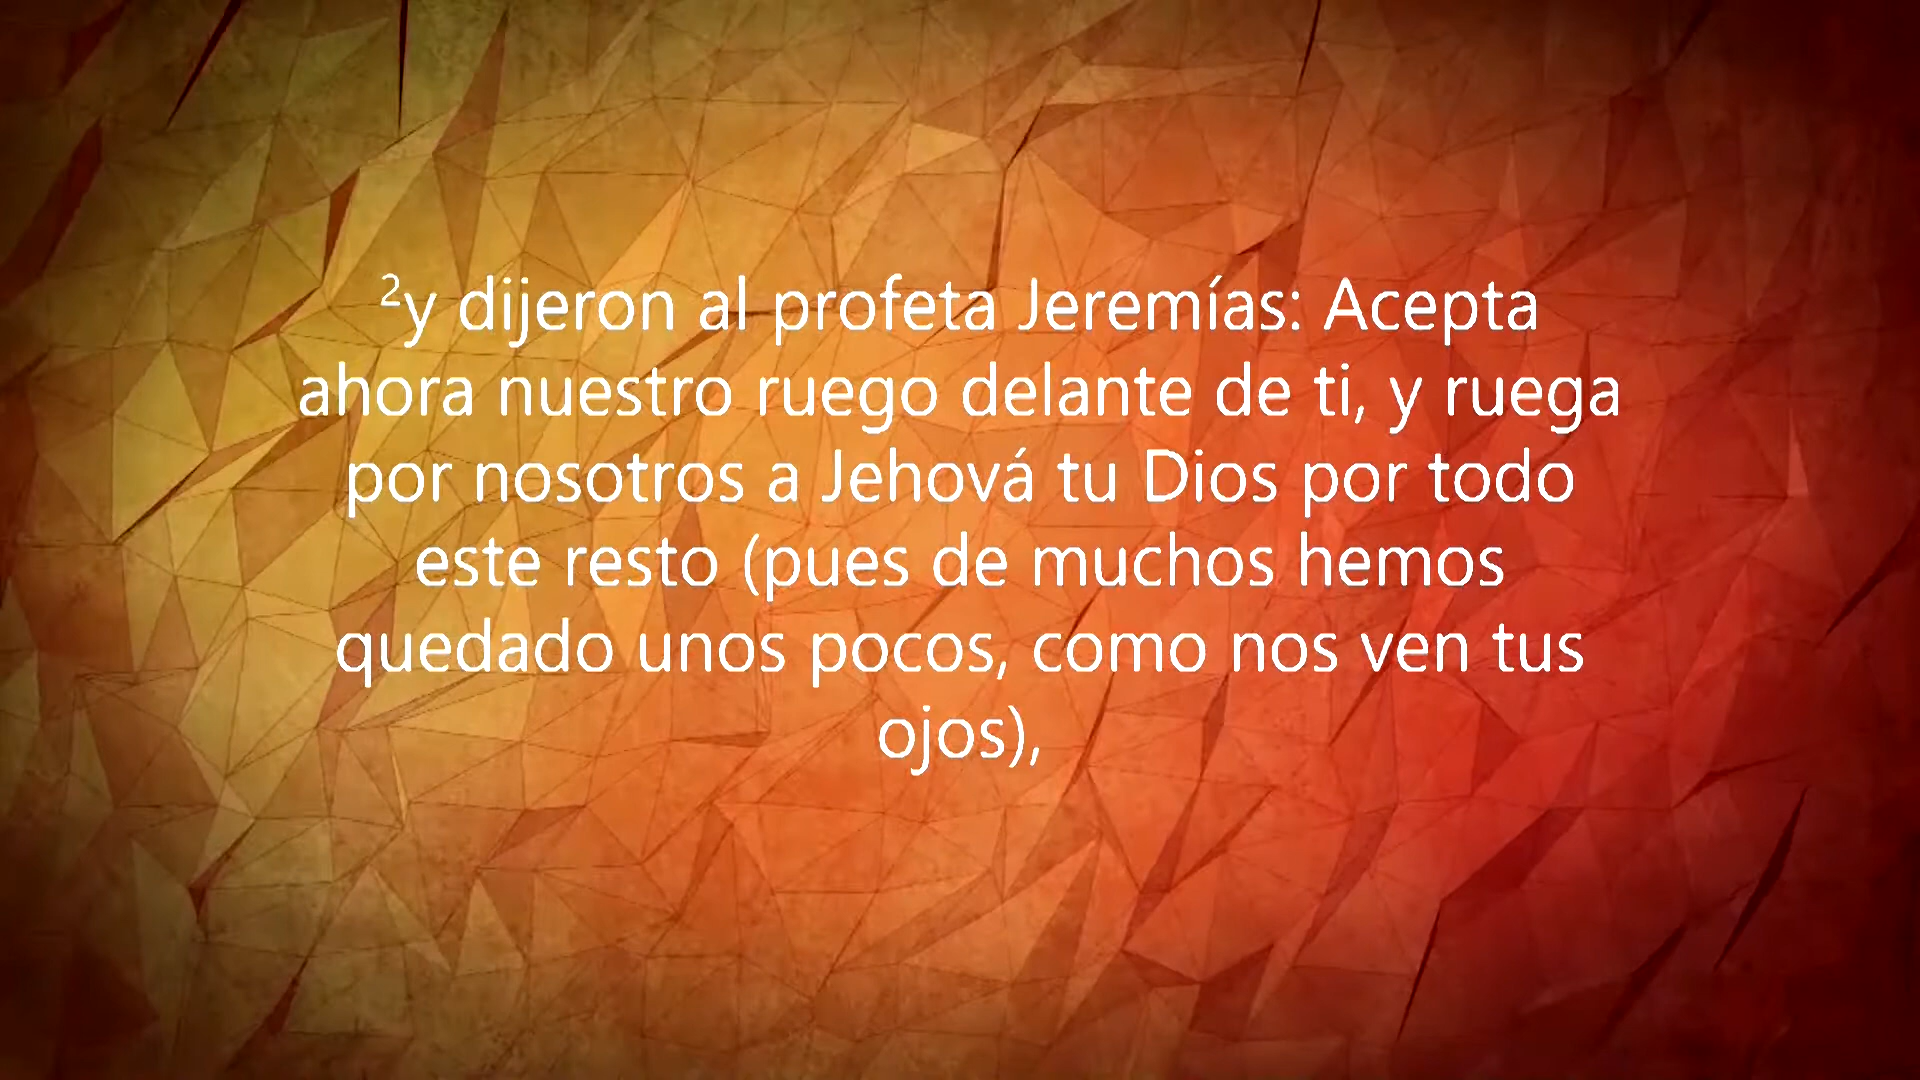 ²y dijeron al profeta Jeremías: Acepta
ahora nuestro ruego delante de ti, y ruega
por nosotros a Jehová tu Dios por todo
este resto (pues de muchos hemos
quedado unos pocos, como nos ven tus
ojos),